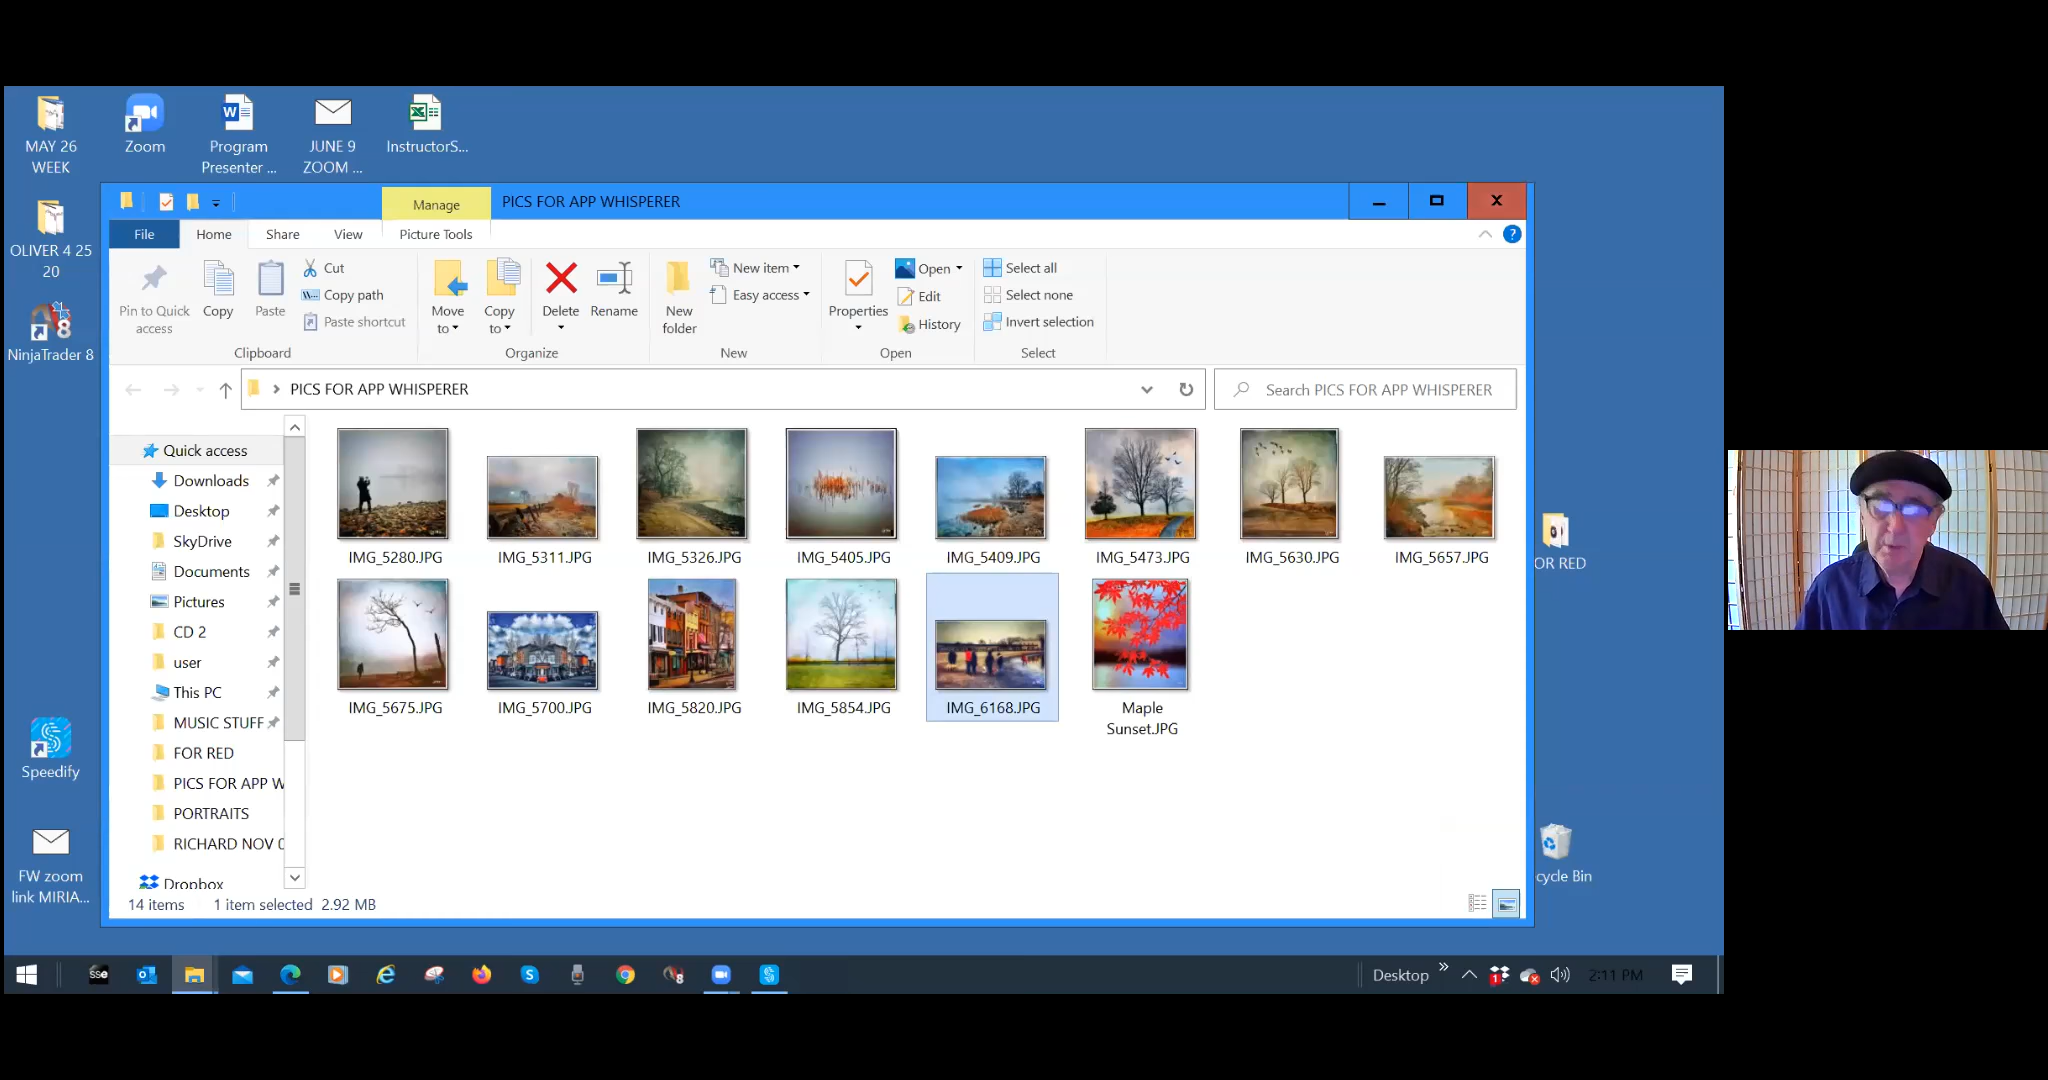 MAY 26
WEEK
Zoom
Program
Presenter ...
JUNE 9
ZOOM ...
InstructorS...
OLIVER 4 25
20
NinjaTrader 8
Speedify
FW zoom
link MIRIA...
Manage
PICS FOR APP WHISPERER
File
Home
Share
View
Picture Tools
Pin to Quick
access
Copy
Paste
Cut
Copy path
Paste shortcut
Clipboard
Move
to
Copy
to
Delete
Rename
Organize
New
folder
New item
Easy access
New
Properties
Open
Edit
History
Open
Select all
Select none
Invert selection
Select
PICS FOR APP WHISPERER
Search PICS FOR APP WHISPERER
Quick access
Downloads
Desktop
SkyDrive
Documents
Pictures
CD 2
user
This PC
MUSIC STUFF
FOR RED
PICS FOR APP W
PORTRAITS
RICHARD NOV 0
Dropbox
IMG_5280.JPG
IMG_5311.JPG
IMG_5326.JPG
IMG_5405.JPG
IMG_5409.JPG
IMG_5473.JPG
IMG_5630.JPG
IMG_5657.JPG
IMG_5675.JPG
IMG_5700.JPG
IMG_5820.JPG
IMG_5854.JPG
IMG_6168.JPG
Maple
Sunset.JPG
14 items
1 item selected 2.92 MB
OR RED
cycle Bin
sse
Desktop
2:11 PM